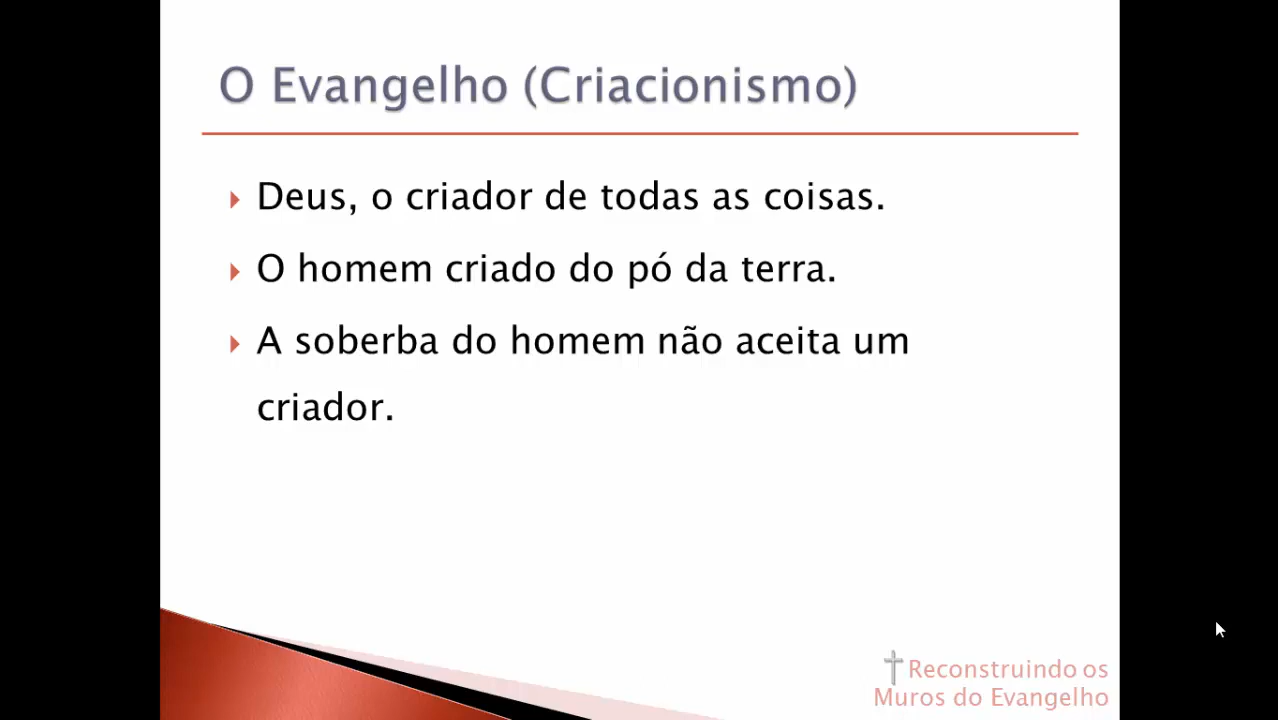 O Evangelho (Criacionismo)
Deus, o criador de todas as coisas.
O homem criado do pó da terra.
A soberba do homem não aceita um
criador.
Reconstruindo os
Muros do Evangelho